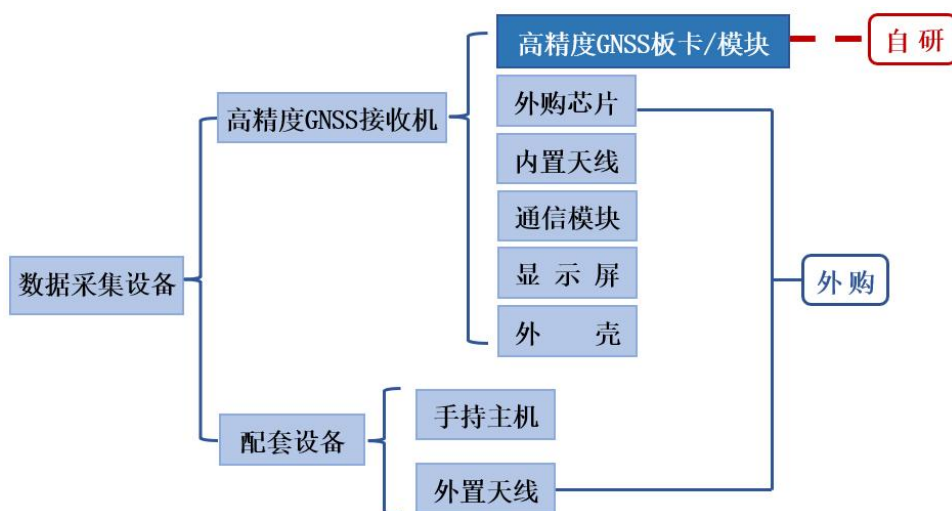 高精度GNSS板卡/模块
自研
高精度GNSS接收机
外购芯片
内置天线
通信模块
数据采集设备
显示屏
外购
外壳
手持主机
配套设备
外置天线